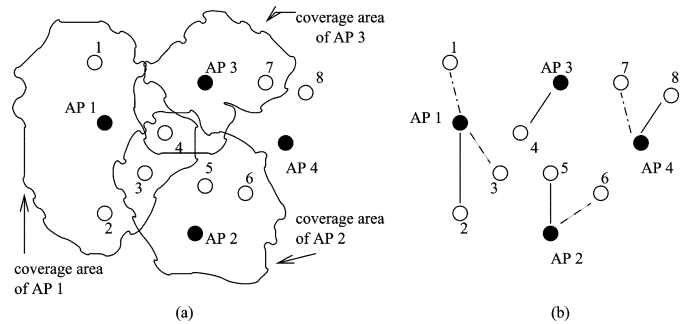 coverage area
of AP 3
1
AP 3
7
8
AP 1
4
AP 4
3
5
6
2
AP 2
coverage area
of AP 2
coverage area
of AP 1
(a)
1
AP 3
7
8
AP 1
4
AP 4
3
5
6
2
AP 2
(b)